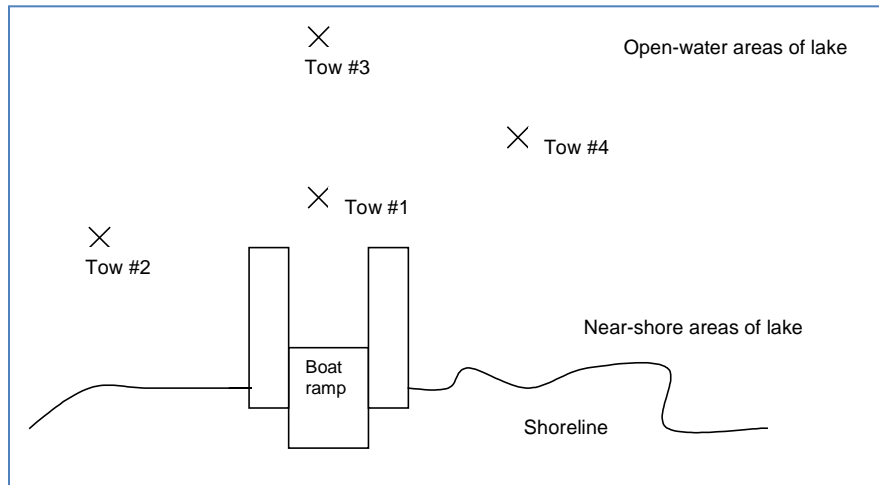 Open-water areas of lake
Tow #3
Tow #4
Tow #1
Tow #2
Near-shore areas of lake
Boat
ramp
Shoreline